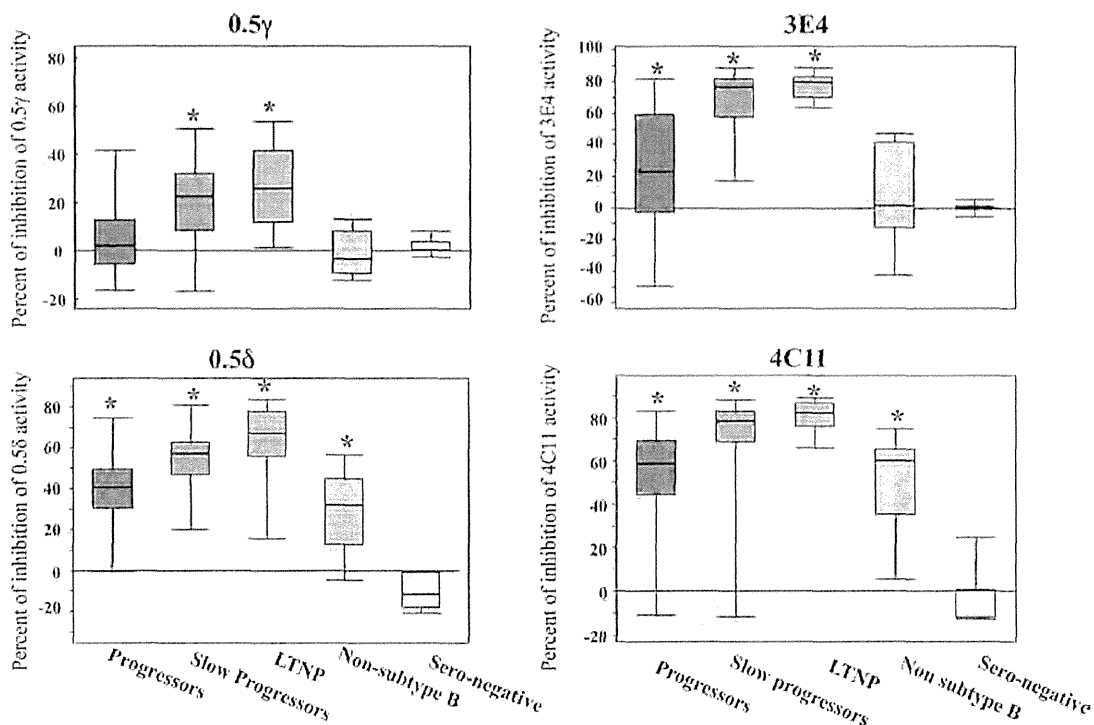 0.5γ
Percent of inhibition of 0.5γ activity
80
60
40
20
0
-20
*
*
3E4
Percent of inhibition of 3E4 activity
100
80
60
40
20
0
-20
-40
-60
*
*
*
0.5δ
Percent of inhibition of 0.5δ activity
80
60
40
20
0
-20
*
*
*
*
Progressors
Slow Progressors
LTNP
Non-subtype B
Sero-negative
4C11
Percent of inhibition of 4C11 activity
80
60
40
20
0
-20
*
*
*
*
Progressors
Slow progressors
LTNP
Non subtype B
Sero-negative